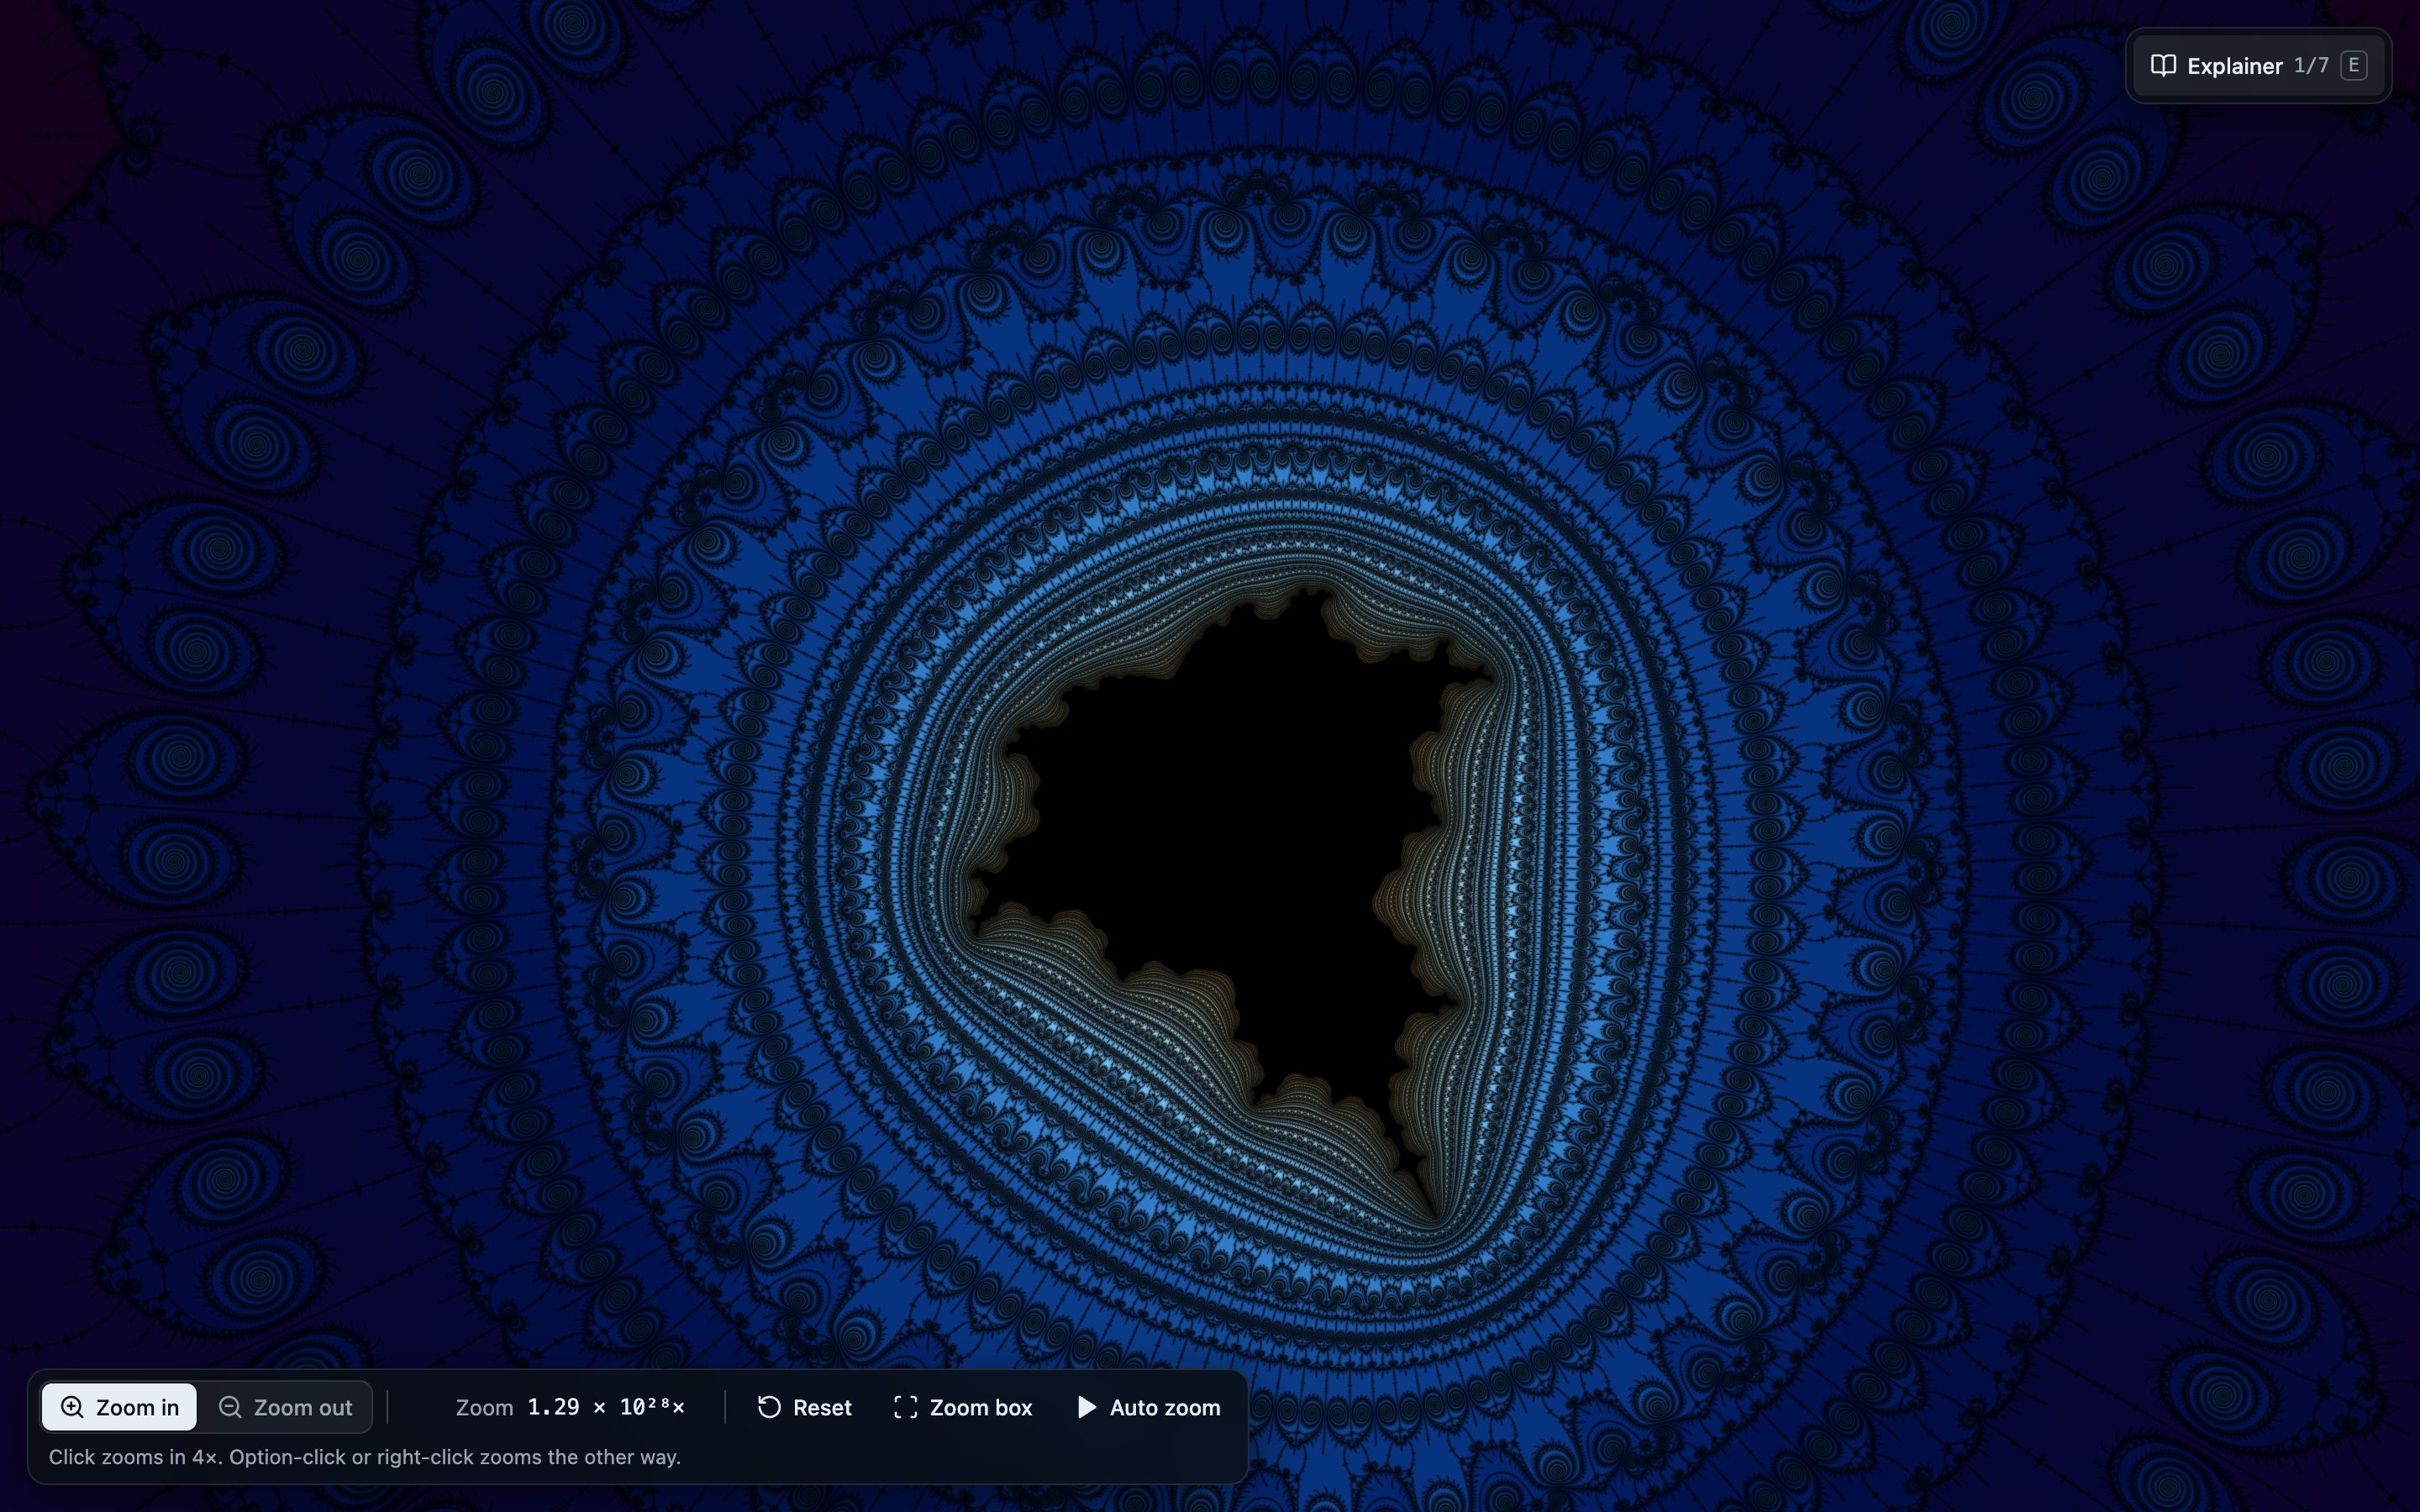 Explainer 1/7 E
Zoom in Zoom out Zoom 1.29 × 10²⁸× Reset Zoom box Auto zoom
Click zooms in 4×. Option-click or right-click zooms the other way.